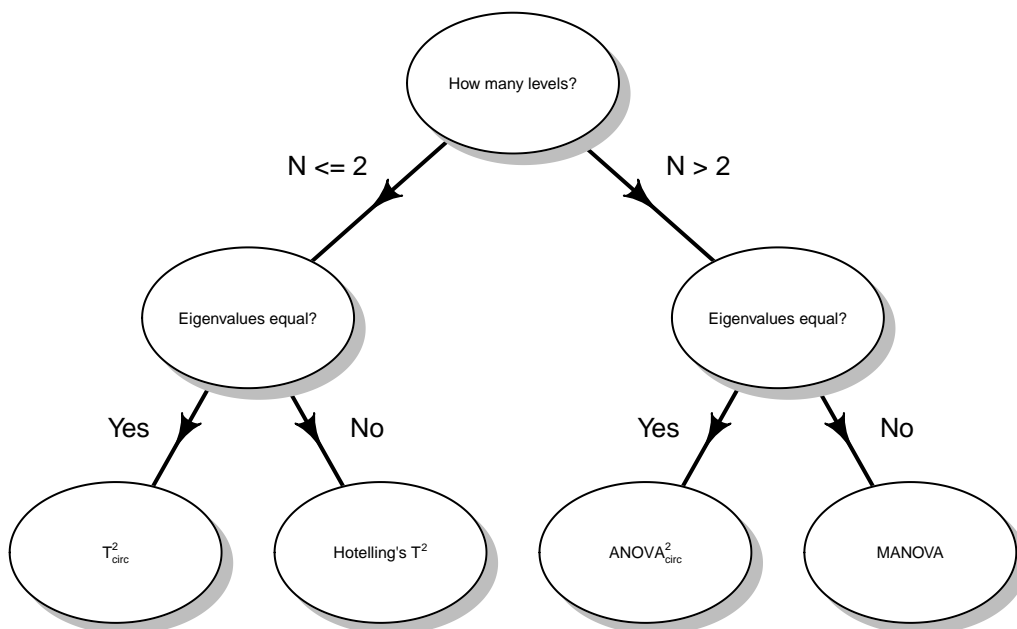 How many levels?
N <= 2
N > 2
Eigenvalues equal?
Eigenvalues equal?
Yes
No
Yes
No
T²circ
Hotelling's T²
ANOVA²circ
MANOVA